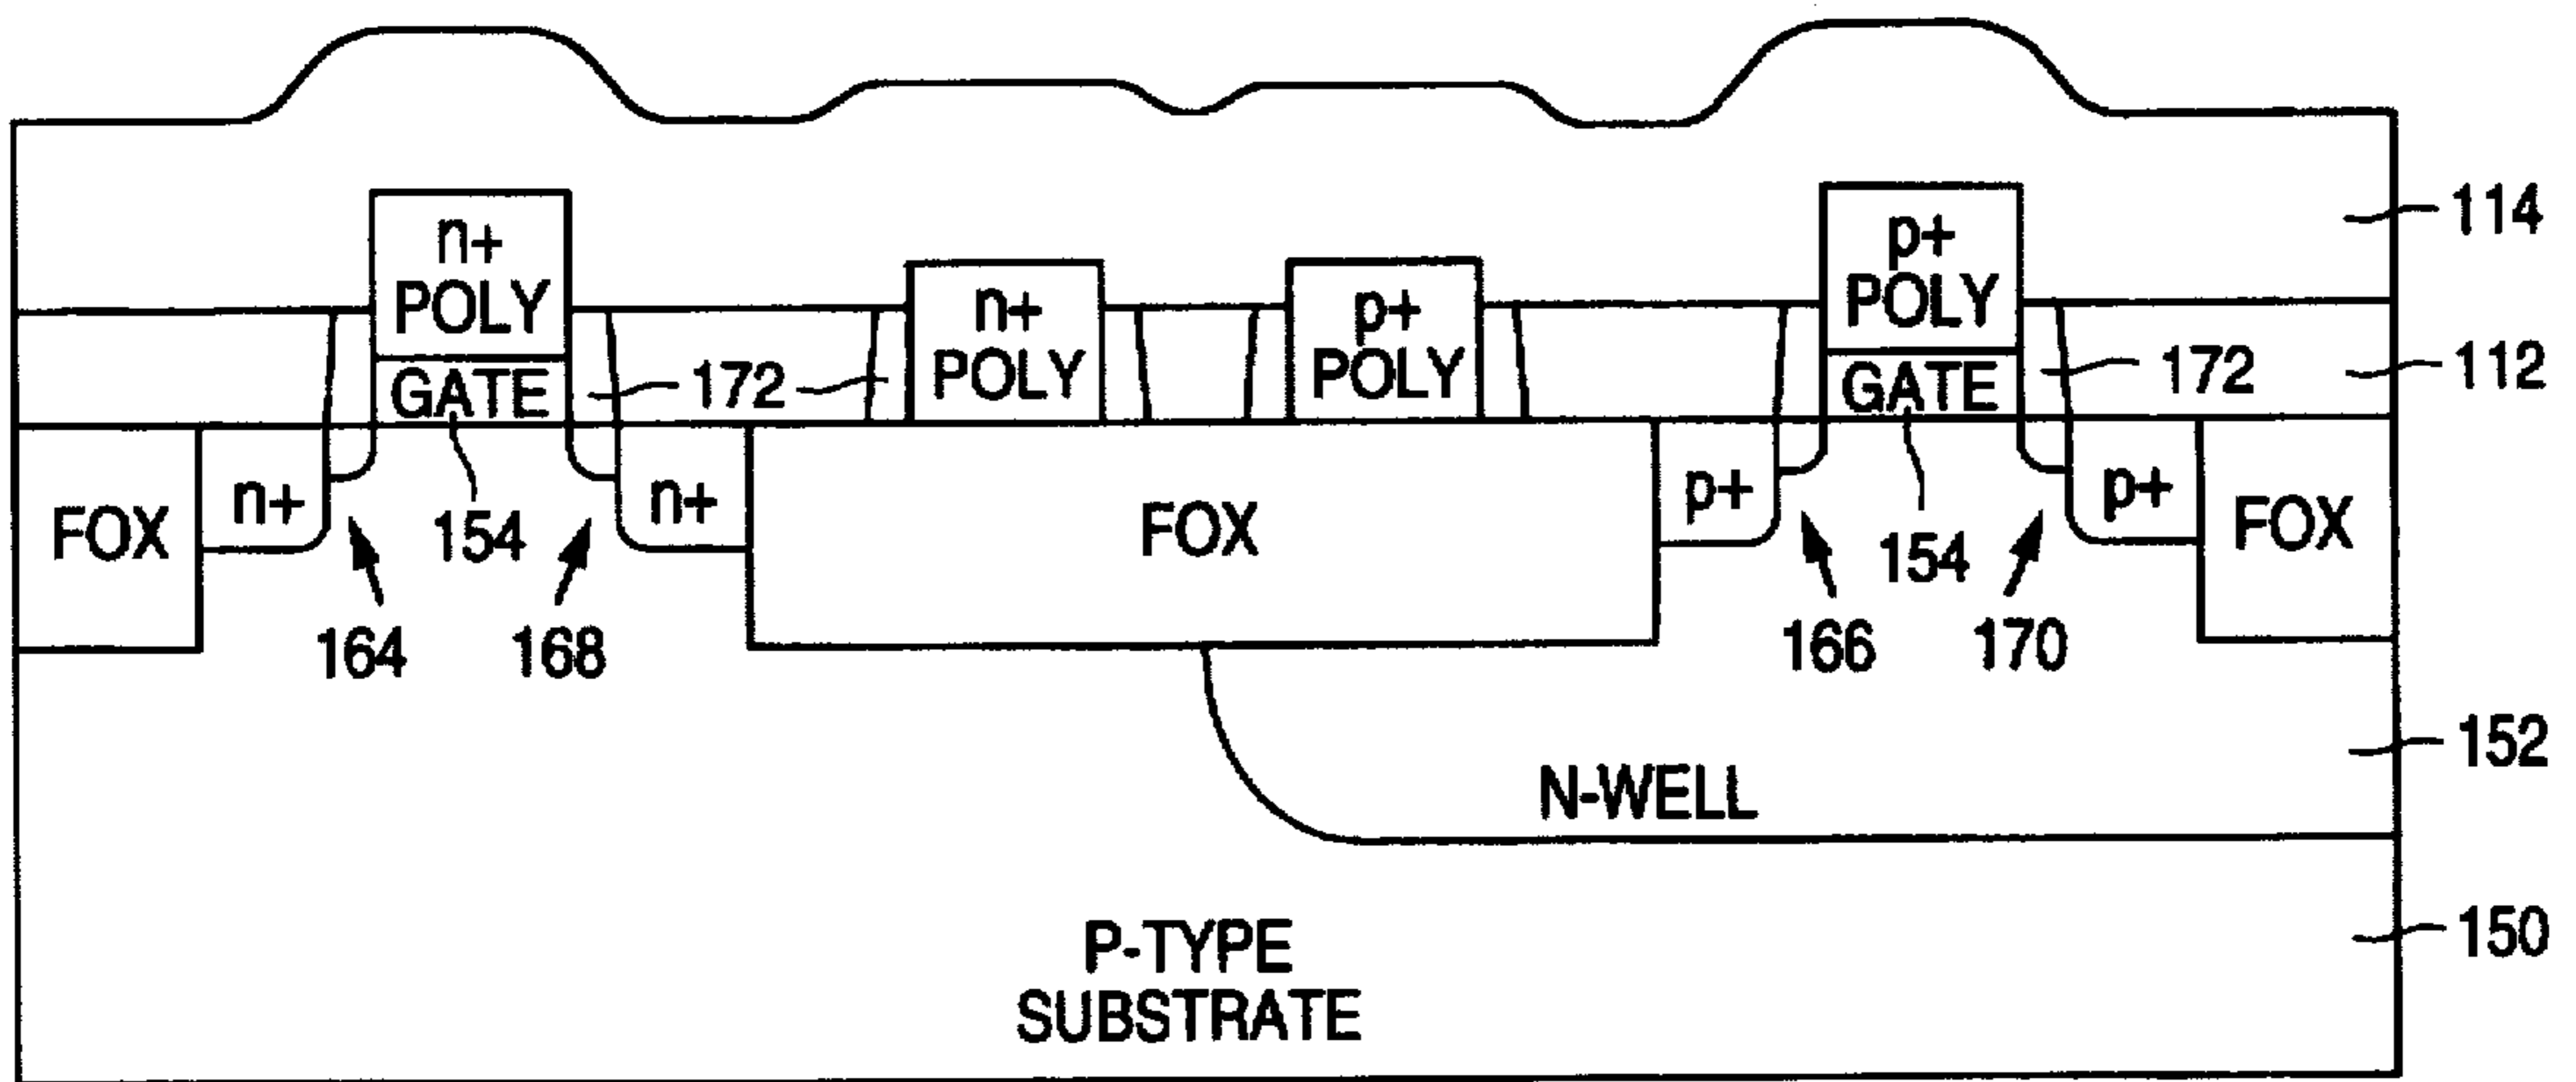 n+
POLY
GATE
n+
POLY
p+
POLY
p+
POLY
GATE
114
172
172
112
FOX
n+
154
n+
FOX
p+
154
p+
FOX
164
168
166
170
N-WELL
152
P-TYPE
SUBSTRATE
150